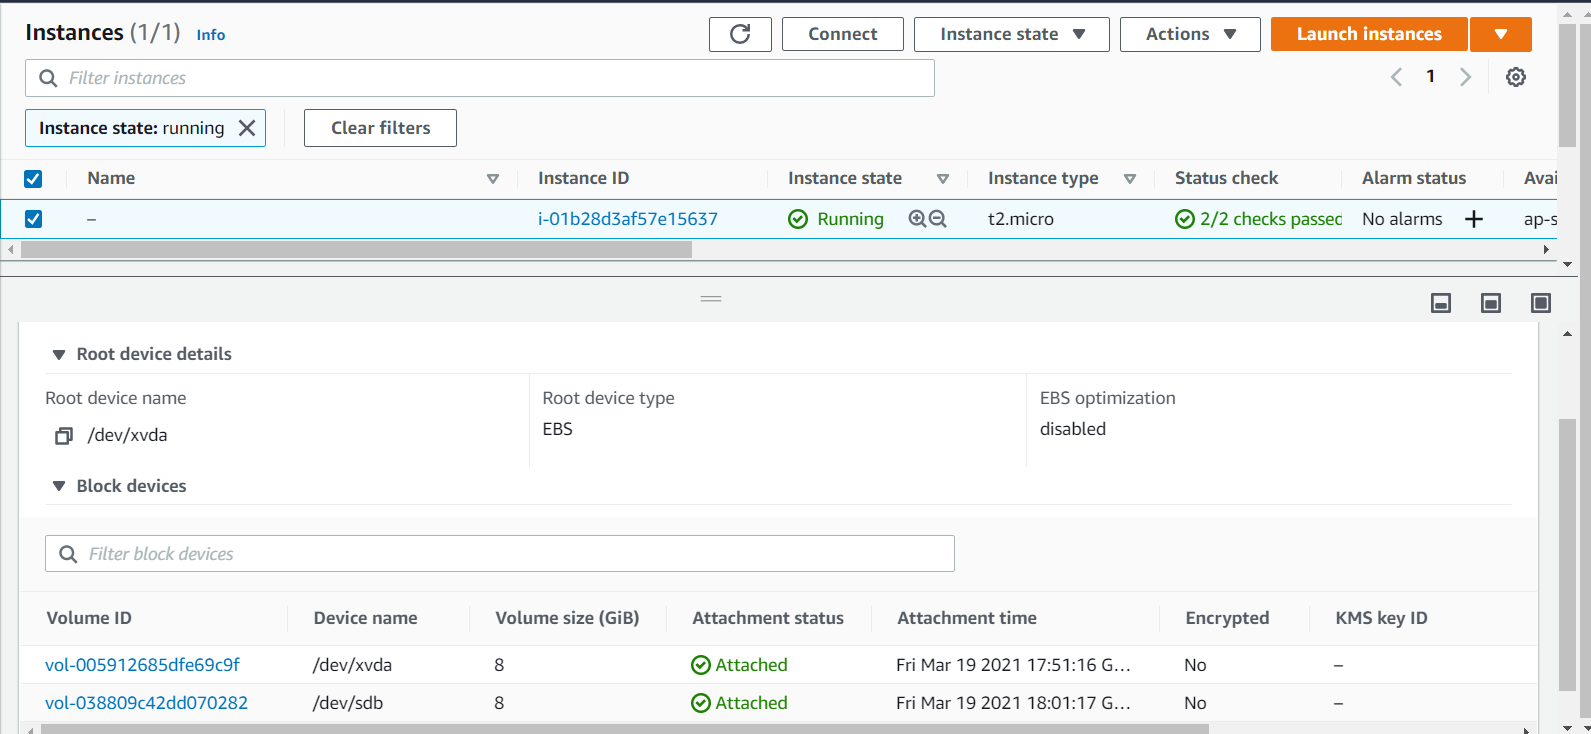 Instances (1/1) Info
Connect
Instance state
Actions
Launch instances
Filter instances
1
Instance state: running
Clear filters
Name Instance ID Instance state Instance type Status check Alarm status Avai
– i-01b28d3af57e15637 Running t2.micro 2/2 checks passed No alarms + ap-s
Root device details
Root device name Root device type EBS optimization
/dev/xvda EBS disabled
Block devices
Filter block devices
Volume ID Device name Volume size (GiB) Attachment status Attachment time Encrypted KMS key ID
vol-005912685dfe69c9f /dev/xvda 8 Attached Fri Mar 19 2021 17:51:16 G... No –
vol-038809c42dd070282 /dev/sdb 8 Attached Fri Mar 19 2021 18:01:17 G... No –